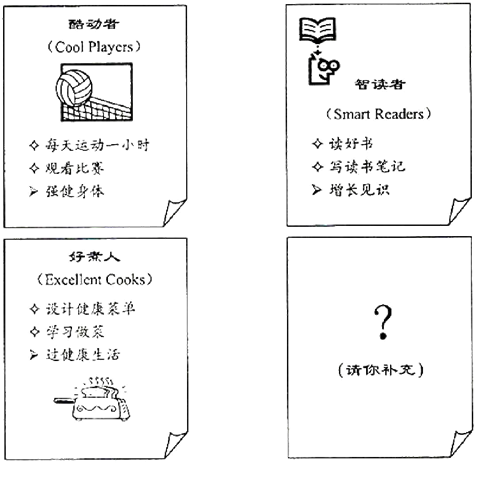 酷动者
(Cool Players)
✧ 每天运动一小时
✧ 观看比赛
➢ 强健身体
智读者
(Smart Readers)
✧ 读好书
✧ 写读书笔记
➢ 增长见识
好煮人
(Excellent Cooks)
✧ 设计健康菜单
✧ 学习做菜
➢ 过健康生活
?
(请你补充)